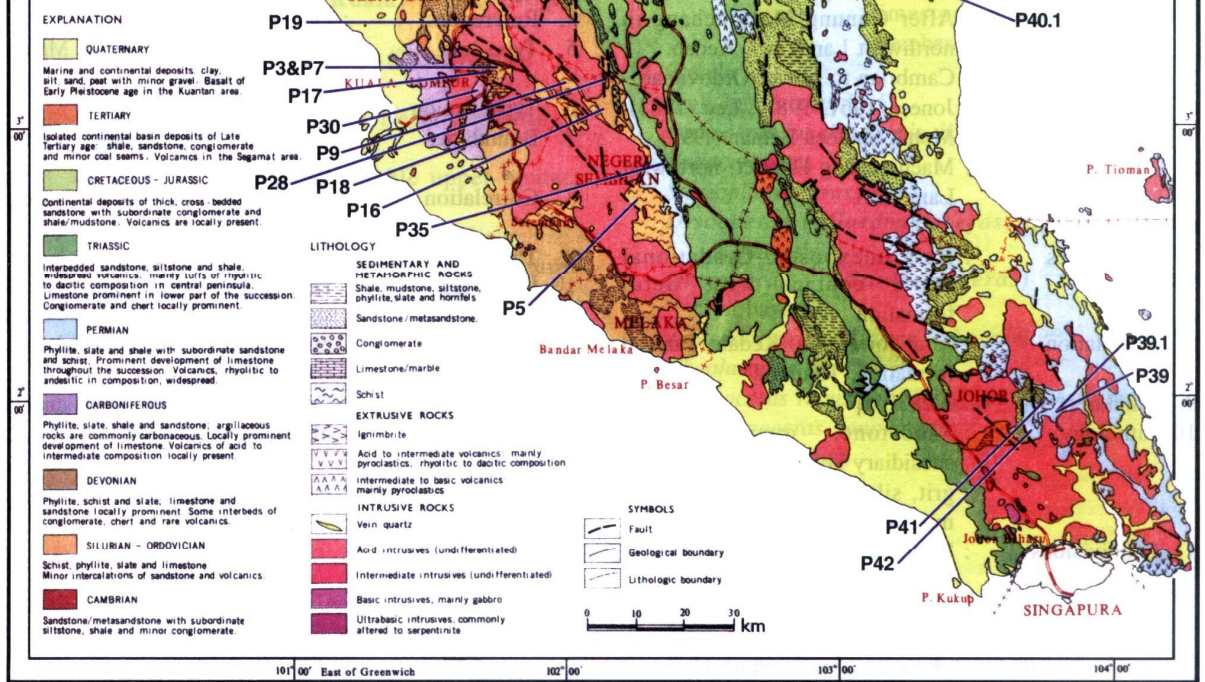 EXPLANATION
QUATERNARY
Marine and continental deposits: clay,
silt, sand, peat with minor gravel. Basalt of
Early Pleistocene age in the Kuantan area.
TERTIARY
Isolated continental basin deposits of Late
Tertiary age: shale, sandstone, conglomerate
and minor coal seams. Volcanics in the Segamat area.
CRETACEOUS - JURASSIC
Continental deposits of thick, cross-bedded
sandstone with subordinate conglomerate and
shale/mudstone. Volcanics are locally present.
TRIASSIC
Interbedded sandstone, siltstone and shale,
widespread volcanics, mainly tuffs of rhyolitic
to dacitic composition in central peninsula.
Limestone prominent in lower part of the succession.
Conglomerate and chert locally prominent.
PERMIAN
Phyllite, slate and shale with subordinate sandstone
and schist. Prominent development of limestone
throughout the succession Volcanics, rhyolitic to
andesitic in composition, widespread.
CARBONIFEROUS
Phyllite, slate, shale and sandstone; argillaceous
rocks are commonly carbonaceous. Locally prominent
development of limestone. Volcanics of acid to
intermediate composition locally present.
DEVONIAN
Phyllite, schist and slate; limestone and
sandstone locally prominent. Some interbeds of
conglomerate, chert and rare volcanics.
SILURIAN - ORDOVICIAN
Schist, phyllite, slate and limestone
Minor intercalations of sandstone and volcanics.
CAMBRIAN
Sandstone/metasandstone with subordinate
siltstone, shale and minor conglomerate.
LITHOLOGY
SEDIMENTARY AND
METAMORPHIC ROCKS
Shale, mudstone, siltstone,
phyllite, slate and hornfels
Sandstone/metasandstone.
Conglomerate
Limestone/marble
Schist
EXTRUSIVE ROCKS
Ignimbrite
Acid to intermediate volcanics mainly
pyroclastics, rhyolitic to dacitic composition
Intermediate to basic volcanics
mainly pyroclastics
INTRUSIVE ROCKS
Vein quartz
Acid intrusives (undifferentiated)
Intermediate intrusives (undifferentiated)
Basic intrusives, mainly gabbro
Ultrabasic intrusives, commonly
altered to serpentinite
SYMBOLS
Fault
Geological boundary
Lithologic boundary
0 10 20 30 km
P19
P3&P7
KUALA LUMPUR
P17
P30
P9
P28
P18
P16
P35
P5
P40.1
P39.1
P39
P41
P42
NEGERI
SEMBILAN
MELAKA
Bandar Melaka
P. Besar
P. Tioman
JOHOR
Johor Baharu
P. Kukup
SINGAPURA
3° 00'
3° 00'
2° 00'
2° 00'
101° 00' East of Greenwich
102° 00'
103° 00'
104° 00'